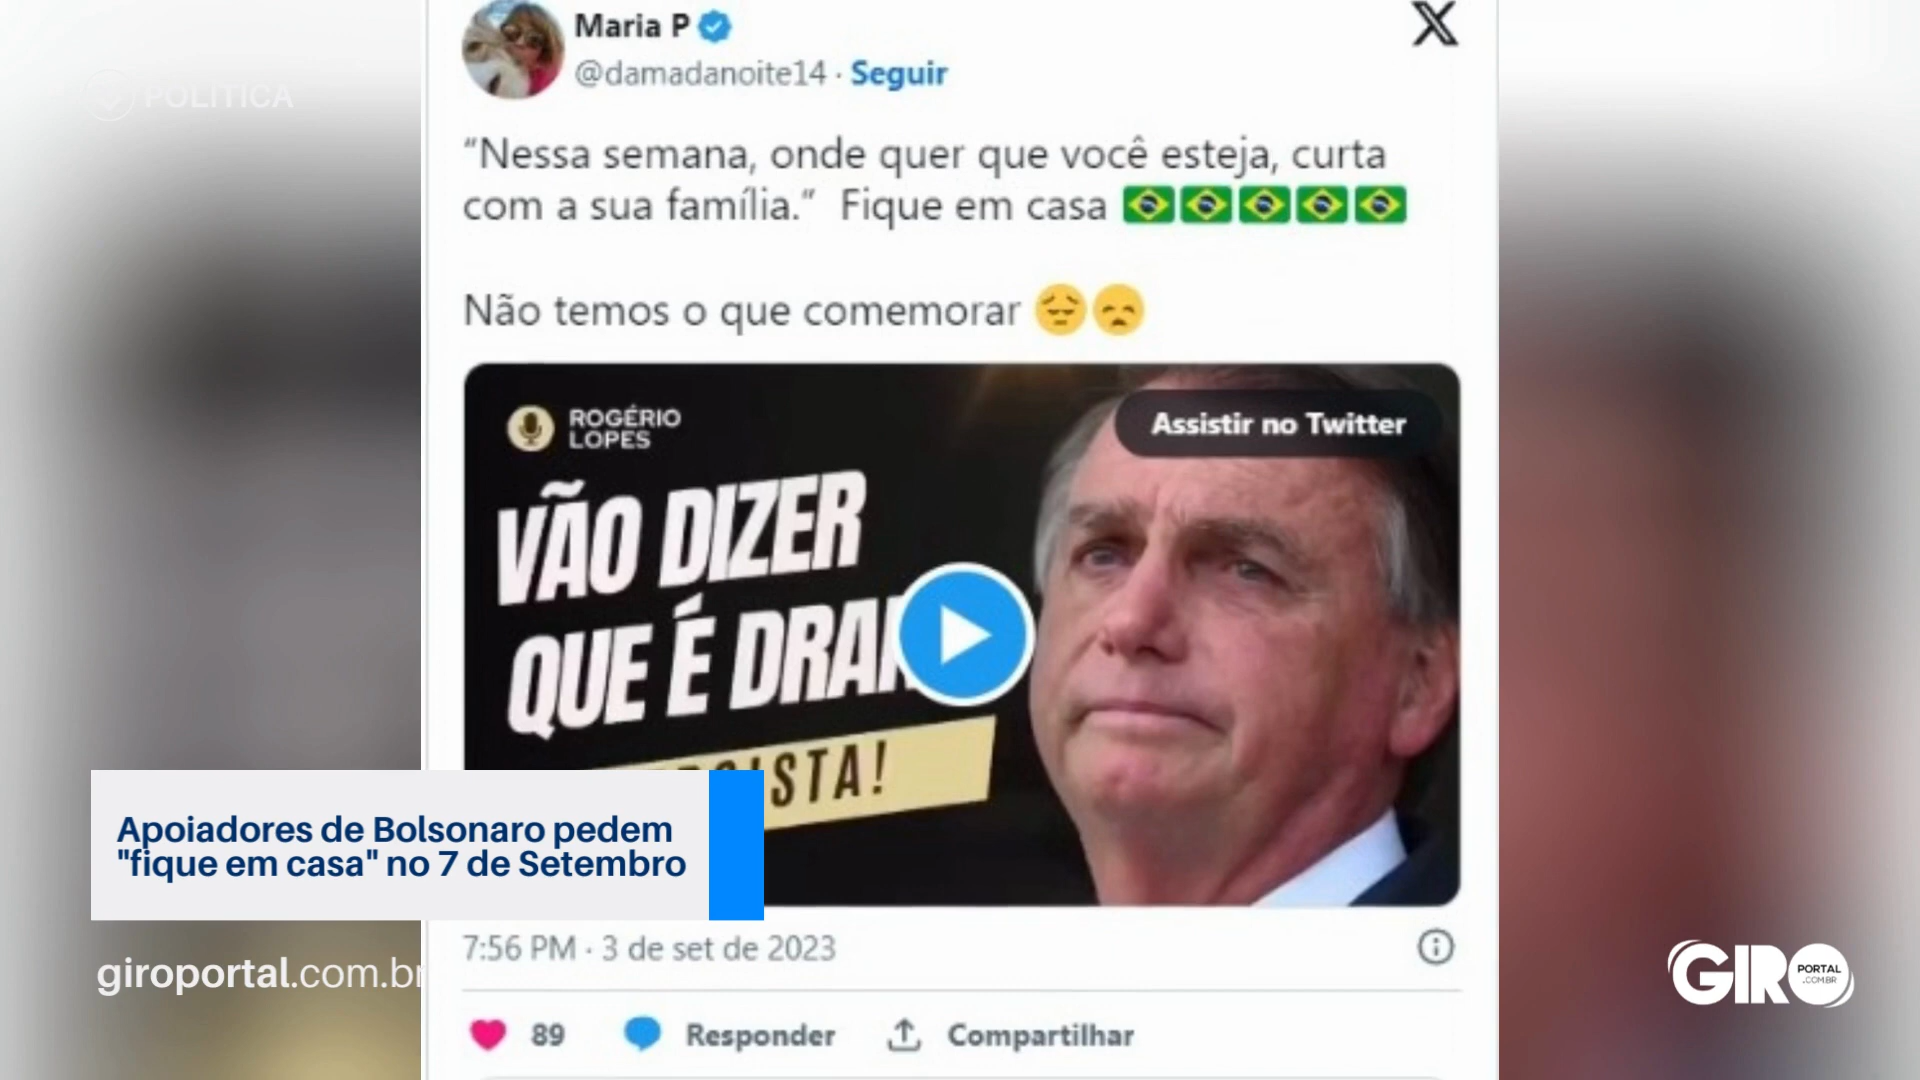 Maria P
@damadanoite14 · Seguir
POLÍTICA
“Nessa semana, onde quer que você esteja, curta
com a sua família.” Fique em casa
Não temos o que comemorar
ROGÉRIO
LOPES
Assistir no Twitter
VÃO DIZER
QUE É DRAM
STA!
Apoiadores de Bolsonaro pedem
"fique em casa" no 7 de Setembro
7:56 PM · 3 de set de 2023
giroportal.com.br
GIRO
PORTAL
.COM.BR
89
Responder
Compartilhar